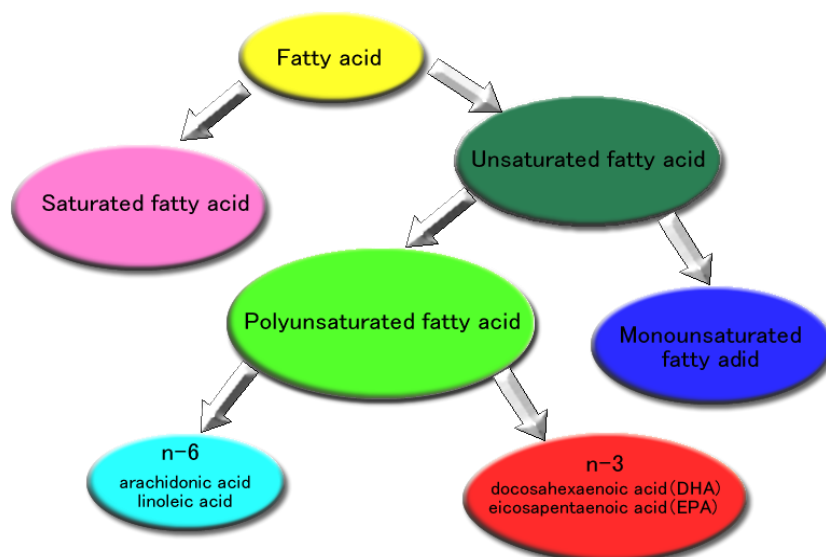 Fatty acid
Unsaturated fatty acid
Saturated fatty acid
Polyunsaturated fatty acid
Monounsaturated
fatty adid
n-6
arachidonic acid
linoleic acid
n-3
docosahexaenoic acid(DHA)
eicosapentaenoic acid(EPA)